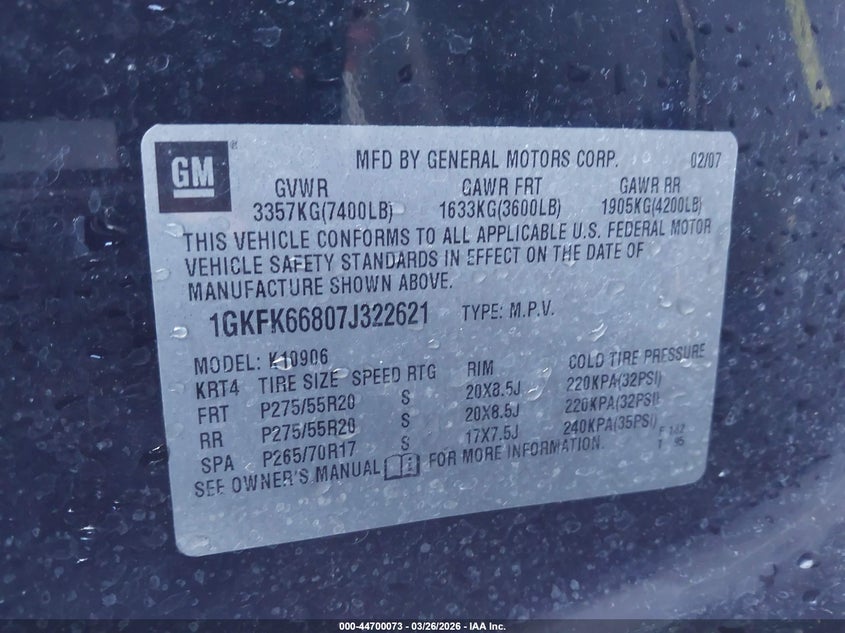 GM ®
MFD BY GENERAL MOTORS CORP. 02/07
GVWR GAWR FRT GAWR RR
3357KG(7400LB) 1633KG(3600LB) 1905KG(4200LB)
THIS VEHICLE CONFORMS TO ALL APPLICABLE U.S. FEDERAL MOTOR
VEHICLE SAFETY STANDARDS IN EFFECT ON THE DATE OF
MANUFACTURE SHOWN ABOVE.
1GKFK66807J322621 TYPE: M.P.V.
MODEL: K10906
KRT4 TIRE SIZE SPEED RTG RIM COLD TIRE PRESSURE
FRT P275/55R20 S 20X8.5J 220KPA(32PSI)
RR P275/55R20 S 20X8.5J 220KPA(32PSI)
SPA P265/70R17 S 17X7.5J 240KPA(35PSI)
SEE OWNER'S MANUAL FOR MORE INFORMATION.
000-44700073 - 03/26/2026 - IAA Inc.